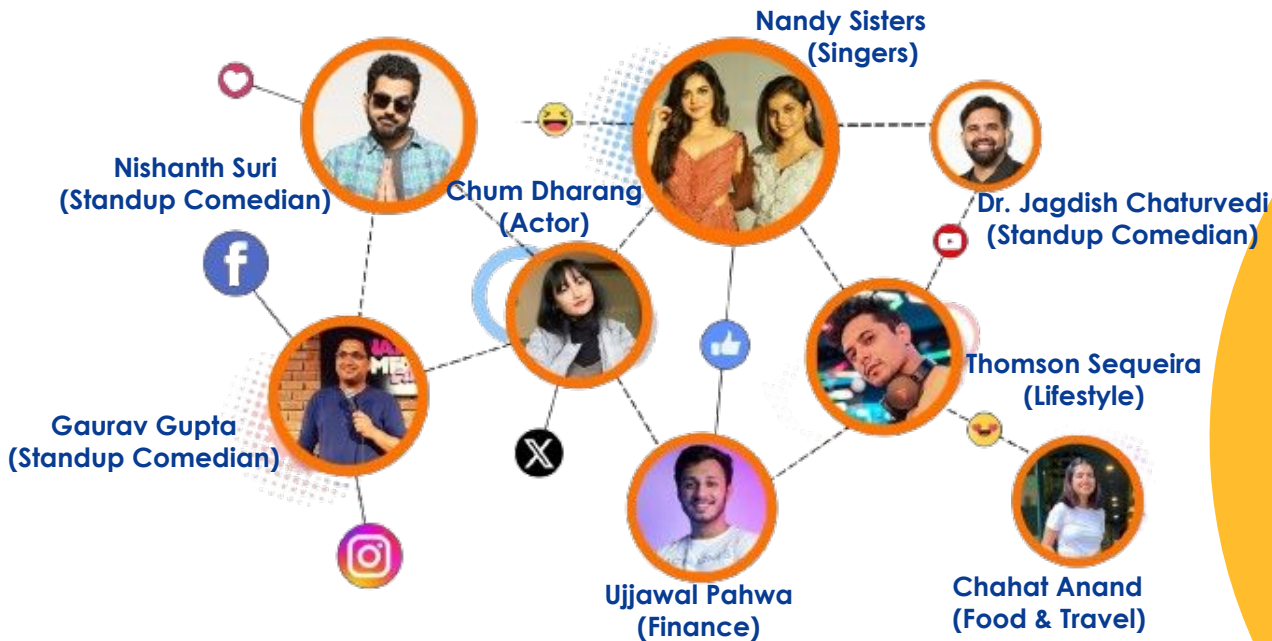 Nandy Sisters
(Singers)
Nishanth Suri
(Standup Comedian)
Chum Dharang
(Actor)
Dr. Jagdish Chaturvedi
(Standup Comedian)
Gaurav Gupta
(Standup Comedian)
Thomson Sequeira
(Lifestyle)
Ujjawal Pahwa
(Finance)
Chahat Anand
(Food & Travel)